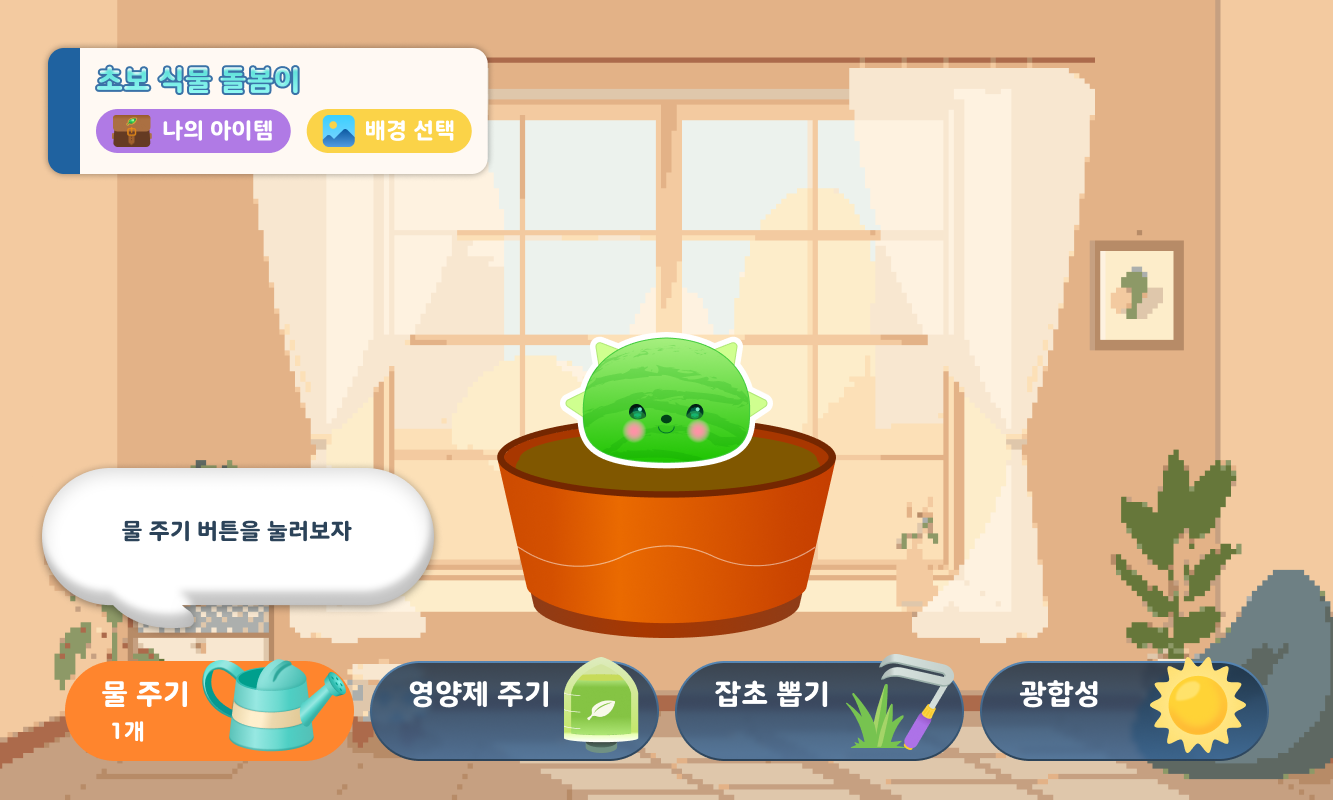 초보 식물 돌봄이
나의 아이템
배경 선택
물 주기 버튼을 눌러보자
물 주기
1개
영양제 주기
잡초 뽑기
광합성